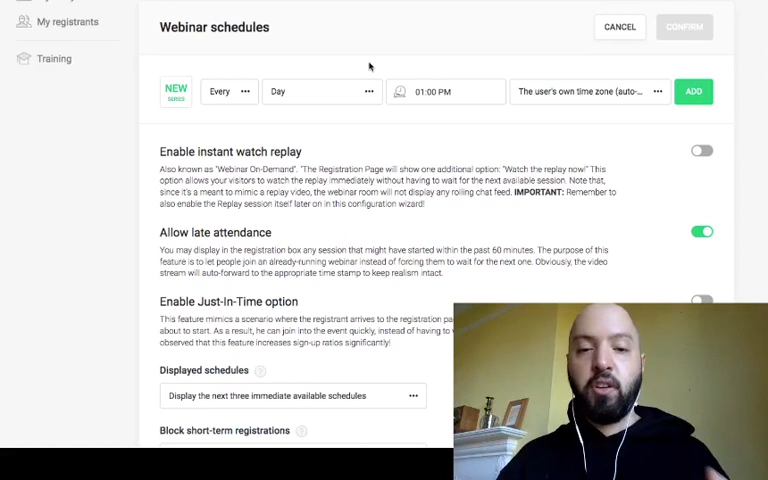 My registrants
Training
Webinar schedules
CANCEL
CONFIRM
NEW
SERIES
Every
Day
01:00 PM
The user's own time zone (auto-...
ADD
Enable instant watch replay
Also known as "Webinar On-Demand". "The Registration Page will show one additional option: "Watch the replay now!" This
option allows your visitors to watch the replay immediately without having to wait for the next available session. Note that,
since it's a meant to mimic a replay video, the webinar room will not display any rolling chat feed. IMPORTANT: Remember to
also enable the Replay session itself later on in this configuration wizard!
Allow late attendance
You may display in the registration box any session that might have started within the past 60 minutes. The purpose of this
feature is to let people join an already-running webinar instead of forcing them to wait for the next one. Obviously, the video
stream will auto-forward to the appropriate time stamp to keep realism intact.
Enable Just-In-Time option
This feature mimics a scenario where the registrant arrives to the registration
about to start. As a result, he can join into the event quickly, instead of having to
observed that this feature increases sign-up ratios significantly!
Displayed schedules ?
Display the next three immediate available schedules
Block short-term registrations ?